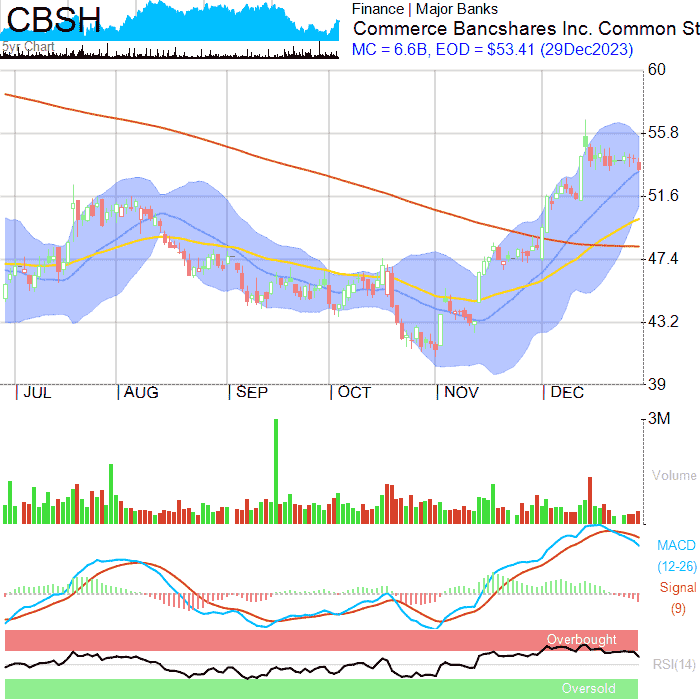 CBSH
5yr Chart
Finance | Major Banks
Commerce Bancshares Inc. Common St
MC = 6.6B, EOD = $53.41 (29Dec2023)
60
55.8
51.6
47.4
43.2
39
JUL AUG SEP OCT NOV DEC
3M
Volume
MACD
(12-26)
Signal
(9)
Overbought
RSI(14)
Oversold